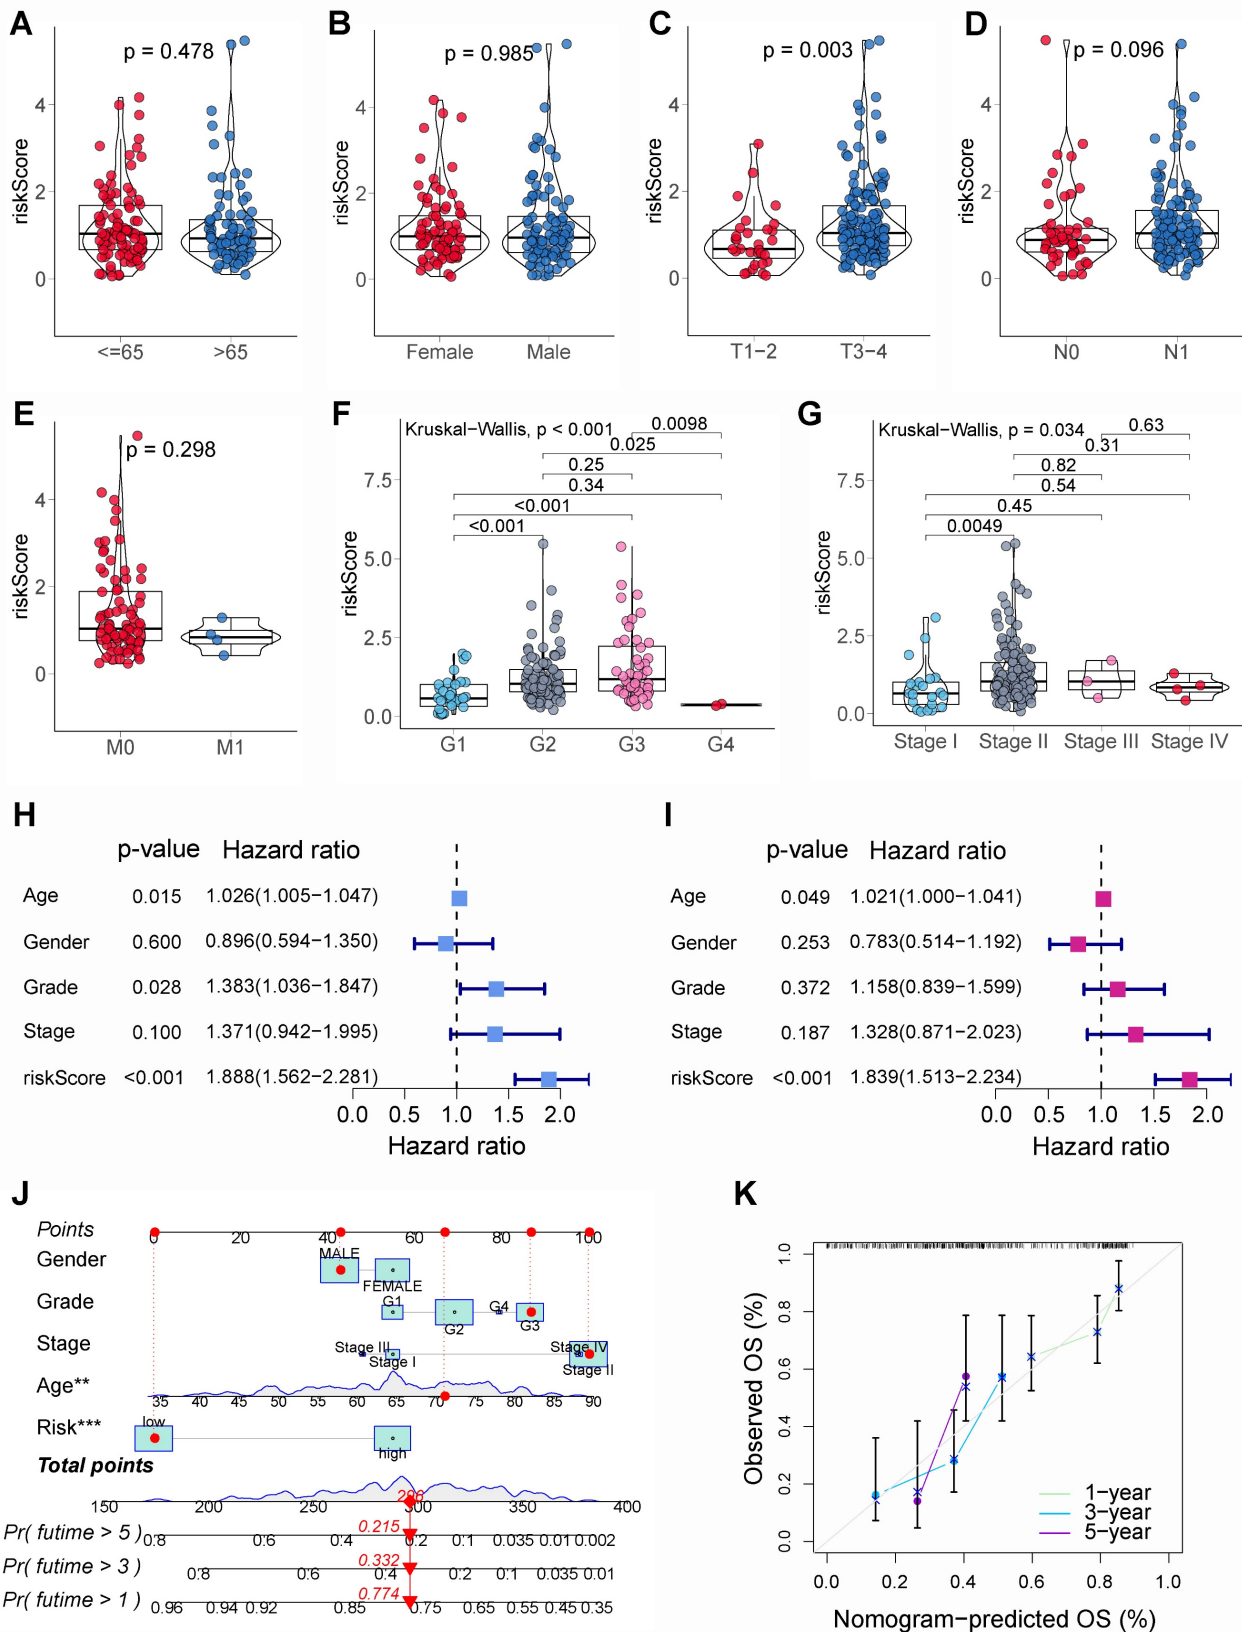 A
p = 0.478
riskScore
4
2
0
<=65 >65
B
p = 0.985
riskScore
4
2
0
Female Male
C
p = 0.003
riskScore
4
2
0
T1−2 T3−4
D
p = 0.096
riskScore
4
2
0
N0 N1
E
p = 0.298
riskScore
4
2
0
M0 M1
F
Kruskal−Wallis, p < 0.001
0.0098
0.025
0.25
0.34
<0.001
<0.001
riskScore
7.5
5.0
2.5
0.0
G1 G2 G3 G4
G
Kruskal−Wallis, p = 0.034
0.63
0.31
0.82
0.54
0.45
0.0049
riskScore
7.5
5.0
2.5
0.0
Stage I Stage II Stage III Stage IV
H
p-value Hazard ratio
Age 0.015 1.026(1.005−1.047)
Gender 0.600 0.896(0.594−1.350)
Grade 0.028 1.383(1.036−1.847)
Stage 0.100 1.371(0.942−1.995)
riskScore <0.001 1.888(1.562−2.281)
0.0 0.5 1.0 1.5 2.0
Hazard ratio
I
p-value Hazard ratio
Age 0.049 1.021(1.000−1.041)
Gender 0.253 0.783(0.514−1.192)
Grade 0.372 1.158(0.839−1.599)
Stage 0.187 1.328(0.871−2.023)
riskScore <0.001 1.839(1.513−2.234)
0.0 0.5 1.0 1.5 2.0
Hazard ratio
J
Points
0 20 40 60 80 100
Gender
MALE
FEMALE
Grade
G1
G2
G4
G3
Stage
Stage III
Stage I
Stage IV
Stage II
Age**
35 40 45 50 55 60 65 70 75 80 85 90
Risk***
low
high
Total points
296
150 200 250 300 350 400
0.215
Pr( futime > 5 )
0.8 0.6 0.4 0.2 0.1 0.035 0.01 0.002
0.332
Pr( futime > 3 )
0.8 0.6 0.4 0.2 0.1 0.035 0.01
0.774
Pr( futime > 1 )
0.96 0.94 0.92 0.85 0.75 0.65 0.55 0.45 0.35
K
Observed OS (%)
1.0
0.8
0.6
0.4
0.2
0.0
1−year
3−year
5−year
0.0 0.2 0.4 0.6 0.8 1.0
Nomogram−predicted OS (%)